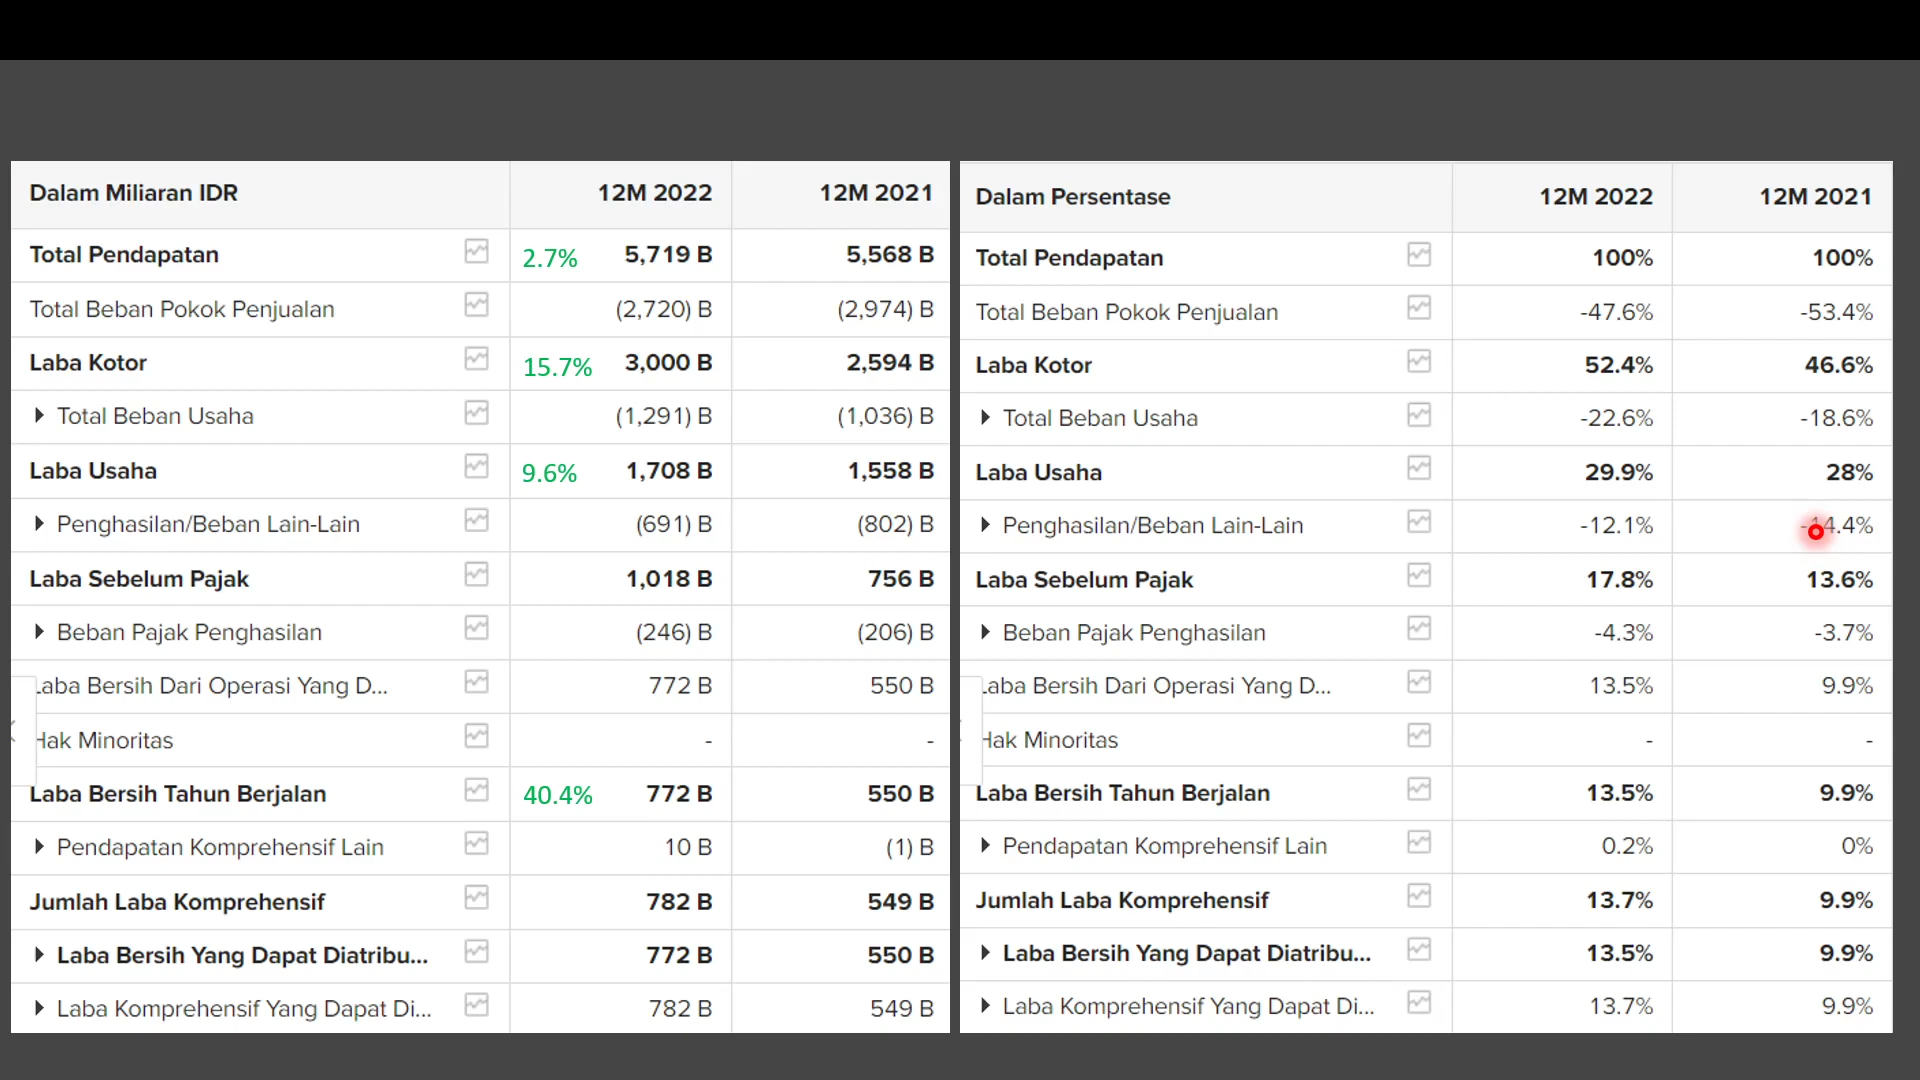 Dalam Miliaran IDR 12M 2022 12M 2021
Total Pendapatan 2.7% 5,719 B 5,568 B
Total Beban Pokok Penjualan (2,720) B (2,974) B
Laba Kotor 15.7% 3,000 B 2,594 B
Total Beban Usaha (1,291) B (1,036) B
Laba Usaha 9.6% 1,708 B 1,558 B
Penghasilan/Beban Lain-Lain (691) B (802) B
Laba Sebelum Pajak 1,018 B 756 B
Beban Pajak Penghasilan (246) B (206) B
Laba Bersih Dari Operasi Yang D... 772 B 550 B
Hak Minoritas - -
Laba Bersih Tahun Berjalan 40.4% 772 B 550 B
Pendapatan Komprehensif Lain 10 B (1) B
Jumlah Laba Komprehensif 782 B 549 B
Laba Bersih Yang Dapat Diatribu... 772 B 550 B
Laba Komprehensif Yang Dapat Di... 782 B 549 B
Dalam Persentase 12M 2022 12M 2021
Total Pendapatan 100% 100%
Total Beban Pokok Penjualan -47.6% -53.4%
Laba Kotor 52.4% 46.6%
Total Beban Usaha -22.6% -18.6%
Laba Usaha 29.9% 28%
Penghasilan/Beban Lain-Lain -12.1% -14.4%
Laba Sebelum Pajak 17.8% 13.6%
Beban Pajak Penghasilan -4.3% -3.7%
Laba Bersih Dari Operasi Yang D... 13.5% 9.9%
Hak Minoritas - -
Laba Bersih Tahun Berjalan 13.5% 9.9%
Pendapatan Komprehensif Lain 0.2% 0%
Jumlah Laba Komprehensif 13.7% 9.9%
Laba Bersih Yang Dapat Diatribu... 13.5% 9.9%
Laba Komprehensif Yang Dapat Di... 13.7% 9.9%